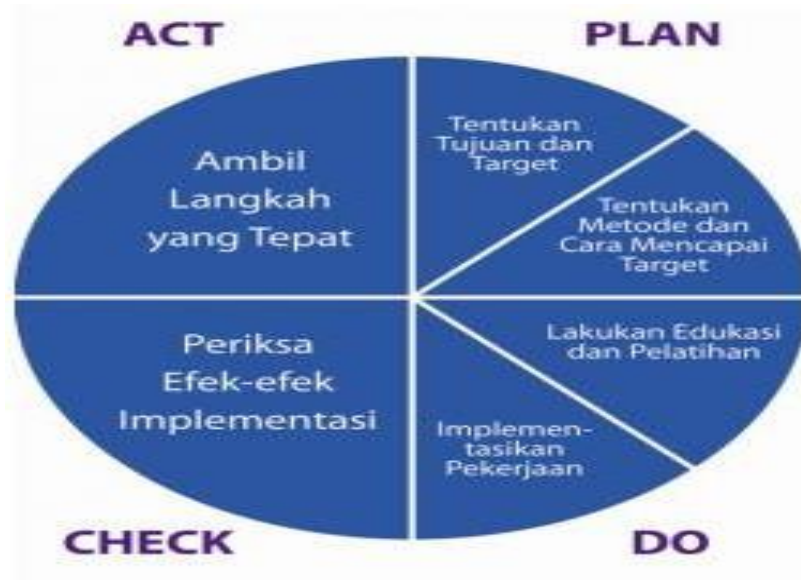 ACT
PLAN
Tentukan
Tujuan dan
Target
Tentukan
Metode dan
Cara Mencapai
Target
Ambil
Langkah
yang Tepat
Periksa
Efek-efek
Implementasi
Lakukan Edukasi
dan Pelatihan
Implemen-
tasikan
Pekerjaan
CHECK
DO